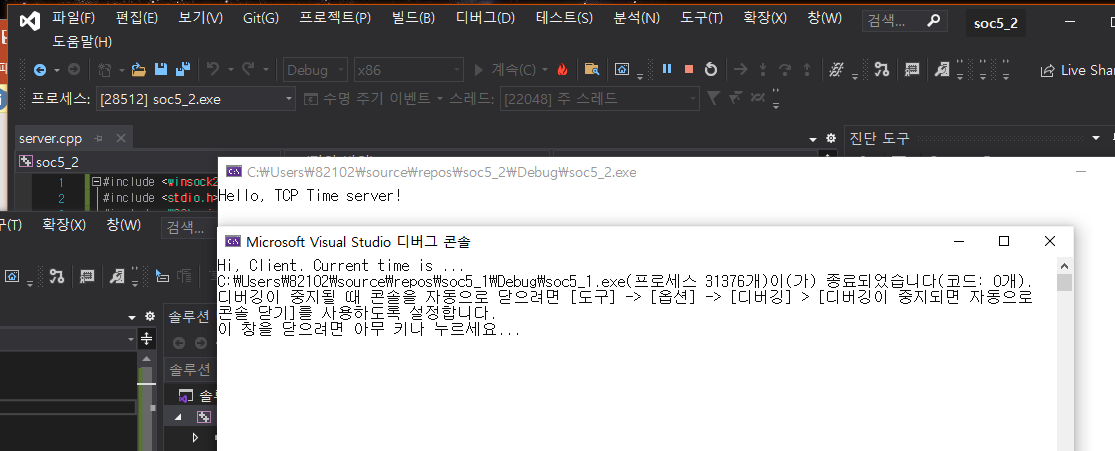 파일(F) 편집(E) 보기(V) Git(G) 프로젝트(P) 빌드(B) 디버그(D) 테스트(S) 분석(N) 도구(T) 확장(X) 창(W) 검색... soc5_2
도움말(H)
Debug x86 계속(C) Live Shar
프로세스: [28512] soc5_2.exe 수명 주기 이벤트 스레드: [22048] 주 스레드
server.cpp 진단 도구
soc5_2
1 #include <winsock2
2 #include <stdio.h>
C:₩Users₩82102₩source₩repos₩soc5_2₩Debug₩soc5_2.exe
Hello, TCP Time server!
구(T) 확장(X) 창(W) 검색...
Microsoft Visual Studio 디버그 콘솔
Hi, Client. Current time is ...
C:₩Users₩82102₩source₩repos₩soc5_1₩Debug₩soc5_1.exe(프로세스 31376개)이(가) 종료되었습니다(코드: 0개).
디버깅이 중지될 때 콘솔을 자동으로 닫으려면 [도구] -> [옵션] -> [디버깅] > [디버깅이 중지되면 자동으로
콘솔 닫기]를 사용하도록 설정합니다.
이 창을 닫으려면 아무 키나 누르세요...
솔루션
솔루션
솔루